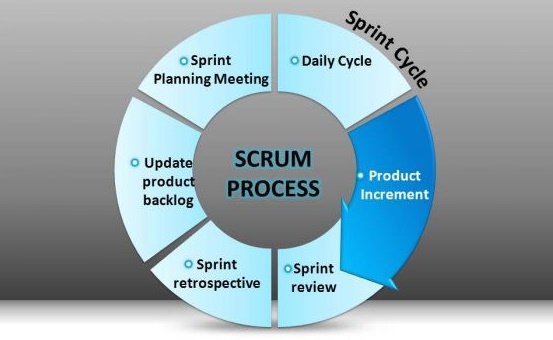 Sprint Cycle
Sprint
Planning Meeting
Daily Cycle
Product
Increment
Sprint
review
Sprint
retrospective
Update
product
backlog
SCRUM
PROCESS